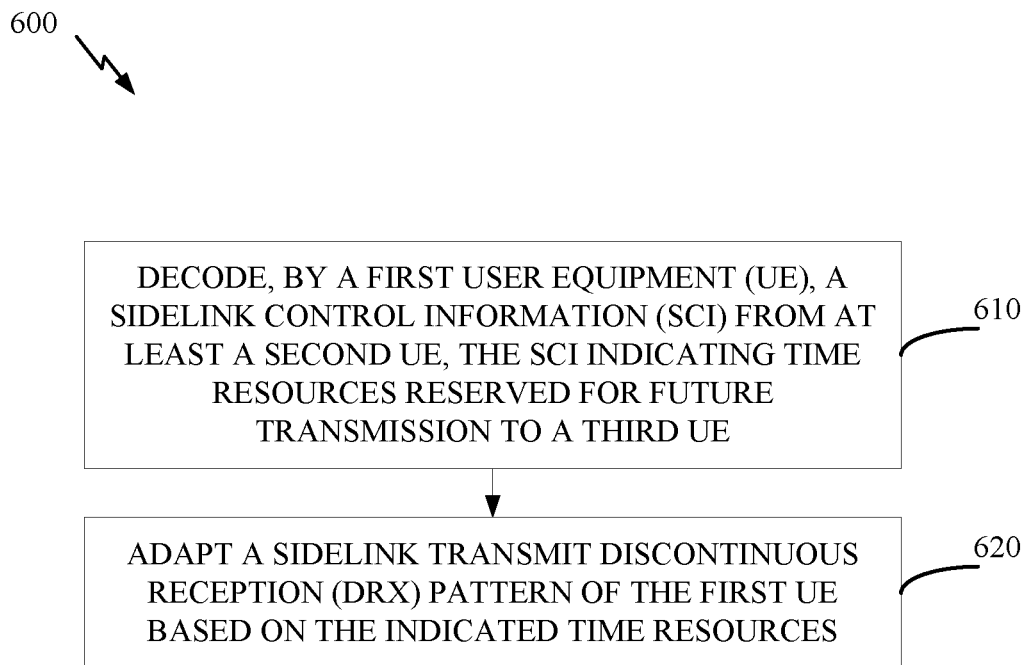 600
DECODE, BY A FIRST USER EQUIPMENT (UE), A
SIDELINK CONTROL INFORMATION (SCI) FROM AT
LEAST A SECOND UE, THE SCI INDICATING TIME
RESOURCES RESERVED FOR FUTURE
TRANSMISSION TO A THIRD UE
610
ADAPT A SIDELINK TRANSMIT DISCONTINUOUS
RECEPTION (DRX) PATTERN OF THE FIRST UE
BASED ON THE INDICATED TIME RESOURCES
620